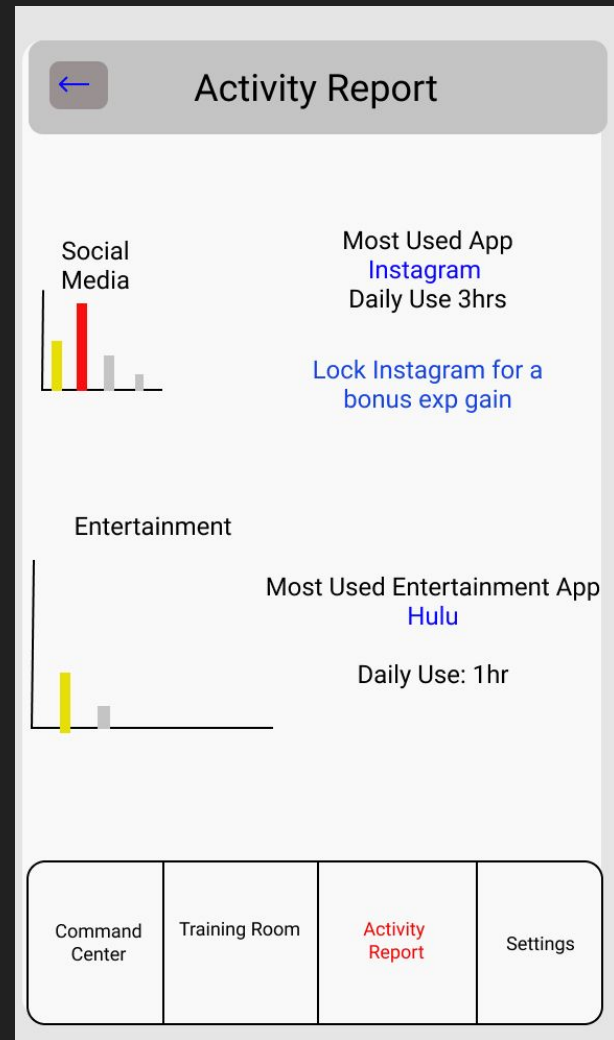 Activity Report
Social
Media
Most Used App
Instagram
Daily Use 3hrs
Lock Instagram for a
bonus exp gain
Entertainment
Most Used Entertainment App
Hulu
Daily Use: 1hr
Command
Center
Training Room
Activity
Report
Settings